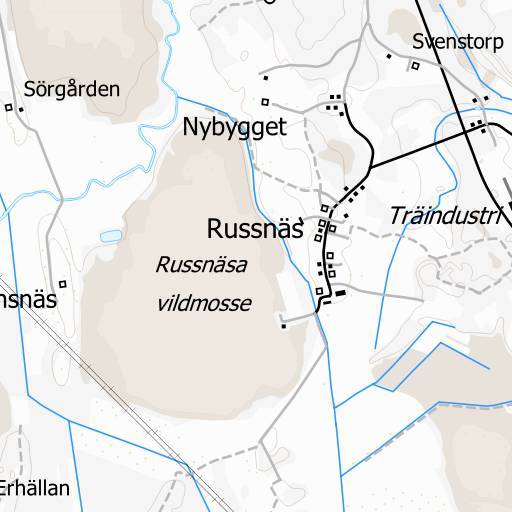 Svenstorp
Sörgården
Nybygget
Träindustri
Russnäs
Russnäsa
vildmosse
nsnäs
Erhällan